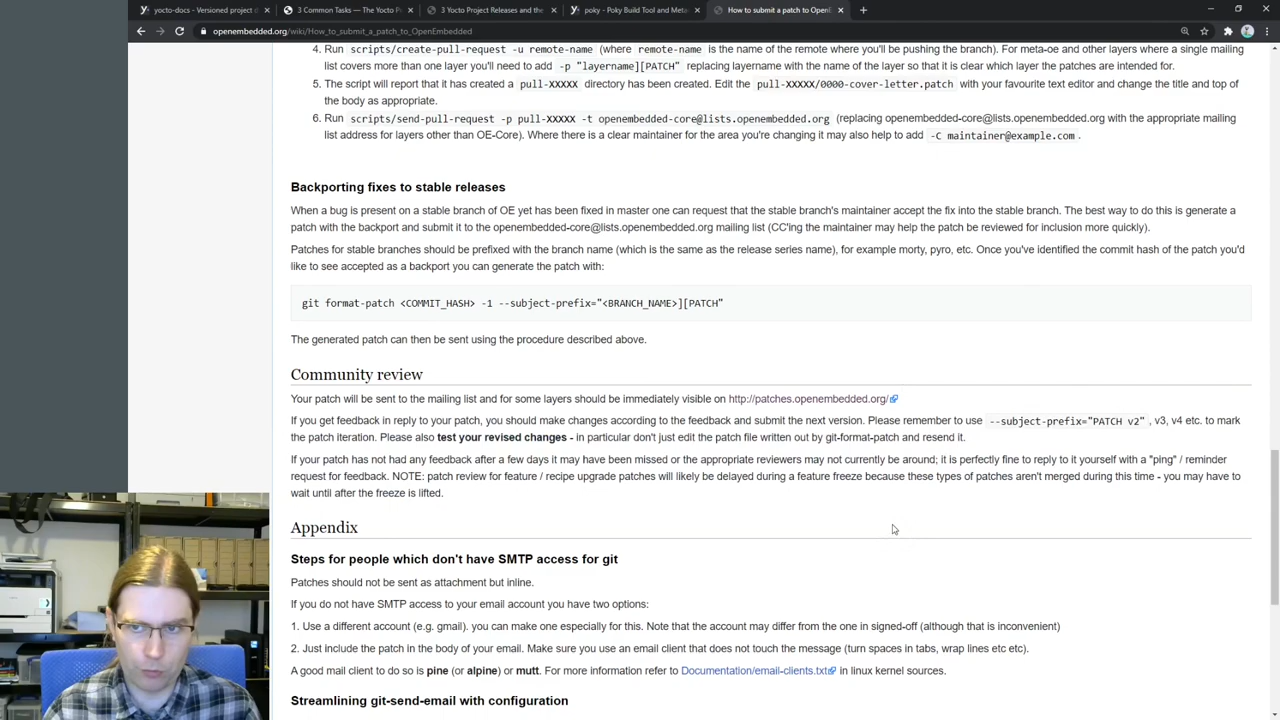 yocto-docs - Versioned project d
3 Common Tasks — The Yocto P
3 Yocto Project Releases and the
poky - Poky Build Tool and Meta
How to submit a patch to OpenE
openembedded.org/wiki/How_to_submit_a_patch_to_OpenEmbedded
4. Run scripts/create-pull-request -u remote-name (where remote-name is the name of the remote where you'll be pushing the branch). For meta-oe and other layers where a single mailing
list covers more than one layer you'll need to add -p "layername][PATCH" replacing layername with the name of the layer so that it is clear which layer the patches are intended for.
5. The script will report that it has created a pull-XXXXX directory has been created. Edit the pull-XXXXX/0000-cover-letter.patch with your favourite text editor and change the title and top of
the body as appropriate.
6. Run scripts/send-pull-request -p pull-XXXXX -t openembedded-core@lists.openembedded.org (replacing openembedded-core@lists.openembedded.org with the appropriate mailing
list address for layers other than OE-Core). Where there is a clear maintainer for the area you're changing it may also help to add -C maintainer@example.com .
Backporting fixes to stable releases
When a bug is present on a stable branch of OE yet has been fixed in master one can request that the stable branch's maintainer accept the fix into the stable branch. The best way to do this is generate a
patch with the backport and submit it to the openembedded-core@lists.openembedded.org mailing list (CC'ing the maintainer may help the patch be reviewed for inclusion more quickly).
Patches for stable branches should be prefixed with the branch name (which is the same as the release series name), for example morty, pyro, etc. Once you've identified the commit hash of the patch you'd
like to see accepted as a backport you can generate the patch with:
git format-patch <COMMIT_HASH> -1 --subject-prefix="<BRANCH_NAME>][PATCH"
The generated patch can then be sent using the procedure described above.
Community review
Your patch will be sent to the mailing list and for some layers should be immediately visible on http://patches.openembedded.org/
If you get feedback in reply to your patch, you should make changes according to the feedback and submit the next version. Please remember to use --subject-prefix="PATCH v2" , v3, v4 etc. to mark
the patch iteration. Please also test your revised changes - in particular don't just edit the patch file written out by git-format-patch and resend it.
If your patch has not had any feedback after a few days it may have been missed or the appropriate reviewers may not currently be around; it is perfectly fine to reply to it yourself with a "ping" / reminder
request for feedback. NOTE: patch review for feature / recipe upgrade patches will likely be delayed during a feature freeze because these types of patches aren't merged during this time - you may have to
wait until after the freeze is lifted.
Appendix
Steps for people which don't have SMTP access for git
Patches should not be sent as attachment but inline.
If you do not have SMTP access to your email account you have two options:
1. Use a different account (e.g. gmail). you can make one especially for this. Note that the account may differ from the one in signed-off (although that is inconvenient)
2. Just include the patch in the body of your email. Make sure you use an email client that does not touch the message (turn spaces in tabs, wrap lines etc etc).
A good mail client to do so is pine (or alpine) or mutt. For more information refer to Documentation/email-clients.txt in linux kernel sources.
Streamlining git-send-email with configuration